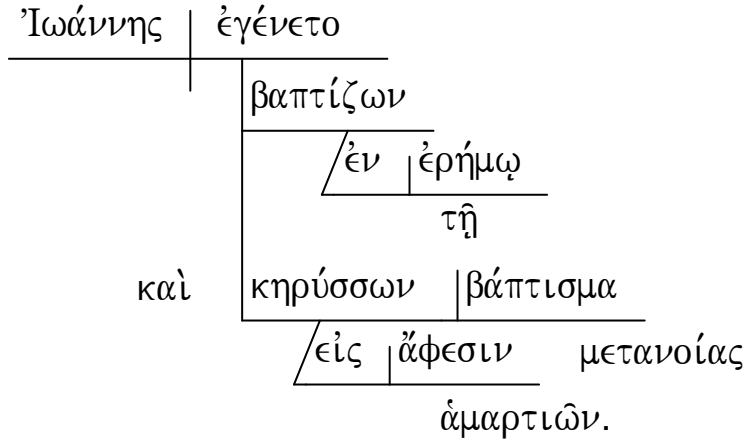 Ἰωάννης ἐγένετο
βαπτίζων
ἐν ἐρήμῳ
τῇ
καὶ κηρύσσων βάπτισμα
εἰς ἄφεσιν μετανοίας
ἁμαρτιῶν.